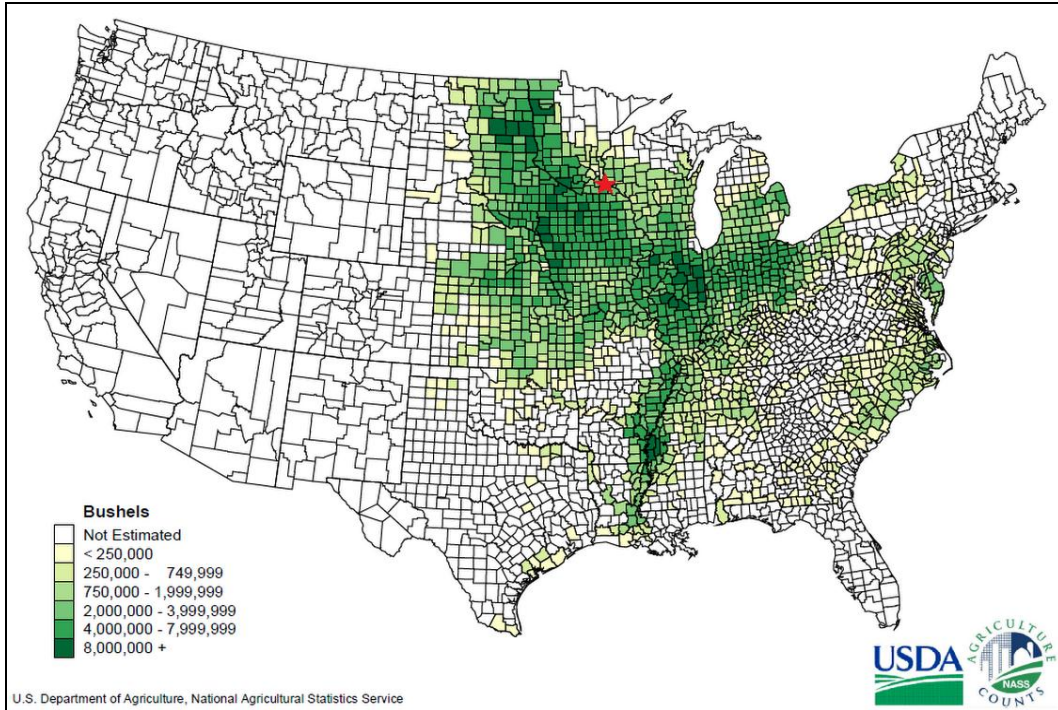 Bushels
Not Estimated
< 250,000
250,000 - 749,999
750,000 - 1,999,999
2,000,000 - 3,999,999
4,000,000 - 7,999,999
8,000,000 +
U.S. Department of Agriculture, National Agricultural Statistics Service
USDA
AGRICULTURE
NASS
COUNTS